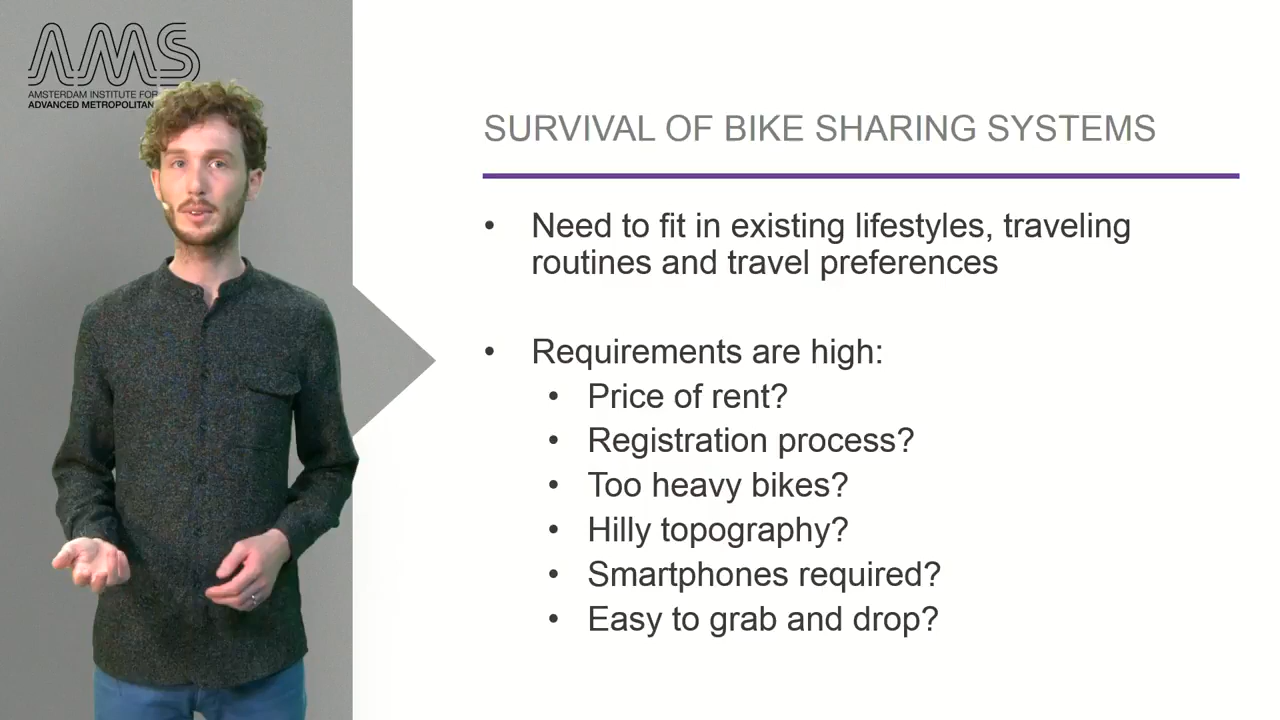 AMS
AMSTERDAM INSTITUTE FOR
ADVANCED METROPOLITAN
SURVIVAL OF BIKE SHARING SYSTEMS
• Need to fit in existing lifestyles, traveling
routines and travel preferences
• Requirements are high:
• Price of rent?
• Registration process?
• Too heavy bikes?
• Hilly topography?
• Smartphones required?
• Easy to grab and drop?